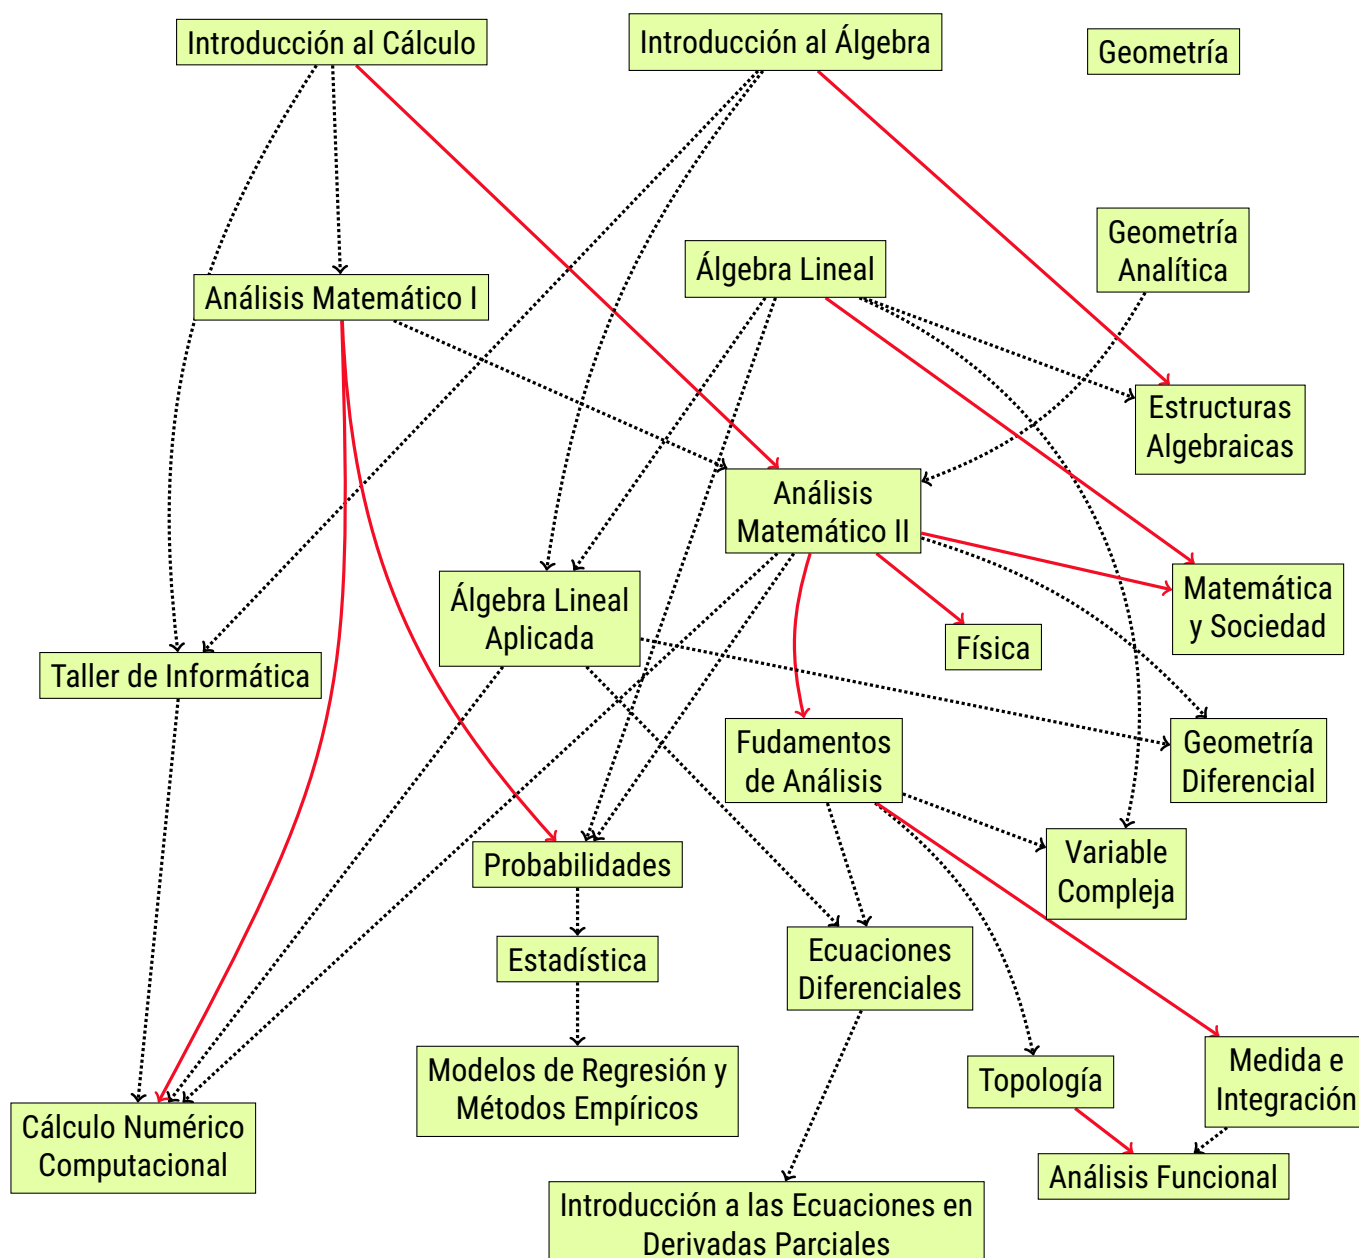 Introducción al Cálculo
Introducción al Álgebra
Geometría
Geometría
Analítica
Álgebra Lineal
Análisis Matemático I
Estructuras
Algebraicas
Análisis
Matemático II
Álgebra Lineal
Aplicada
Matemática
y Sociedad
Física
Taller de Informática
Fudamentos
de Análisis
Geometría
Diferencial
Probabilidades
Variable
Compleja
Estadística
Ecuaciones
Diferenciales
Modelos de Regresión y
Métodos Empíricos
Topología
Medida e
Integración
Cálculo Numérico
Computacional
Análisis Funcional
Introducción a las Ecuaciones en
Derivadas Parciales